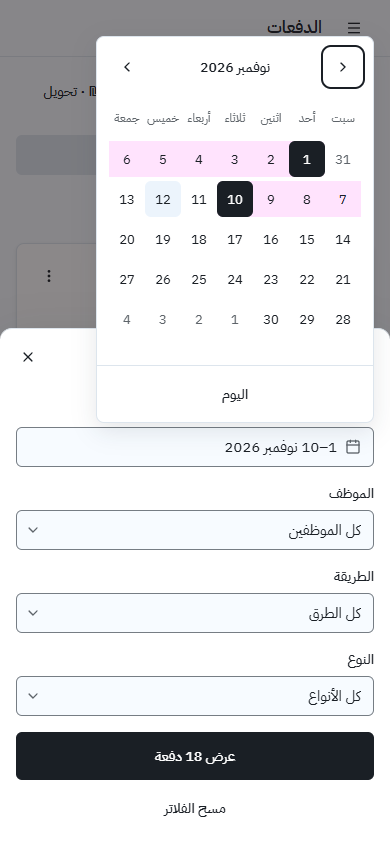 الدفعات
· تحويل
نوفمبر 2026
سبت أحد اثنين ثلاثاء أربعاء خميس جمعة
31 1 2 3 4 5 6
7 8 9 10 11 12 13
14 15 16 17 18 19 20
21 22 23 24 25 26 27
28 29 30 1 2 3 4
اليوم
1–10 نوفمبر 2026
الموظف
كل الموظفين
الطريقة
كل الطرق
النوع
كل الأنواع
عرض 18 دفعة
مسح الفلاتر